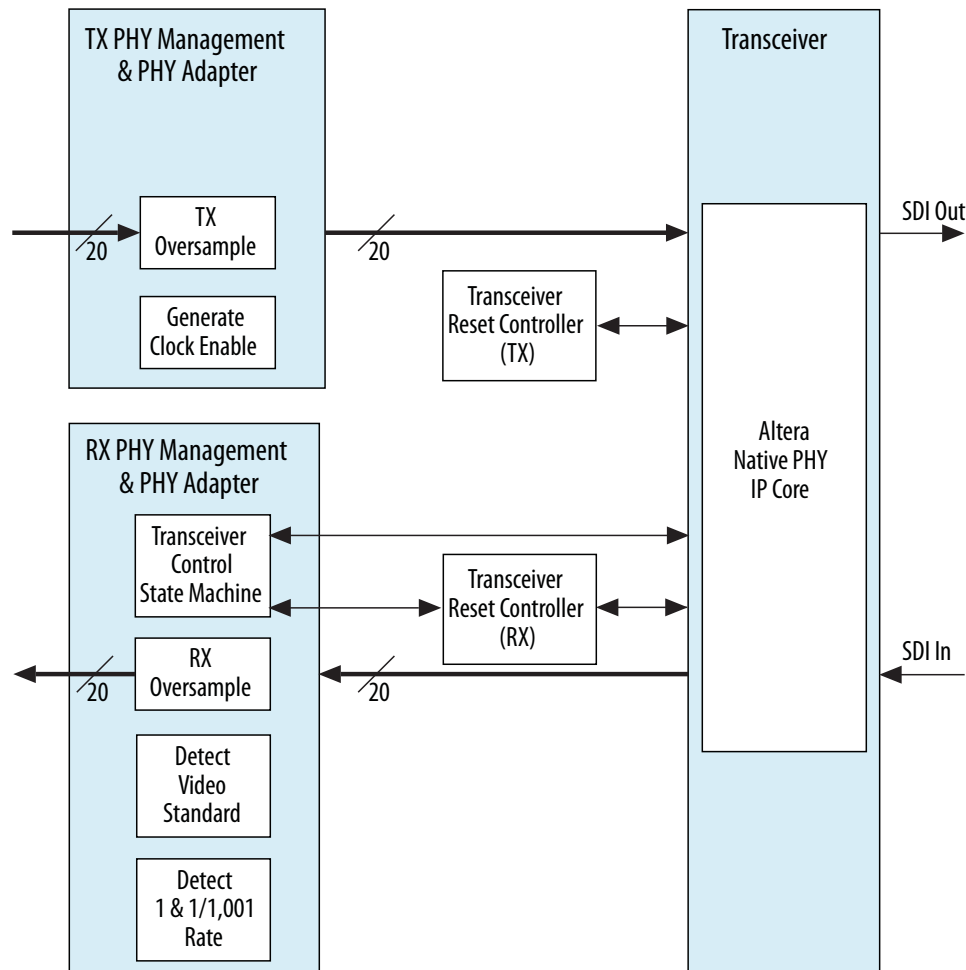 TX PHY Management
& PHY Adapter
TX
Oversample
20
Generate
Clock Enable
20
Transceiver
Reset Controller
(TX)
Transceiver
Altera
Native PHY
IP Core
SDI Out
SDI In
RX PHY Management
& PHY Adapter
Transceiver
Control
State Machine
Transceiver
Reset Controller
(RX)
RX
Oversample
20
20
Detect
Video
Standard
Detect
1 & 1/1,001
Rate